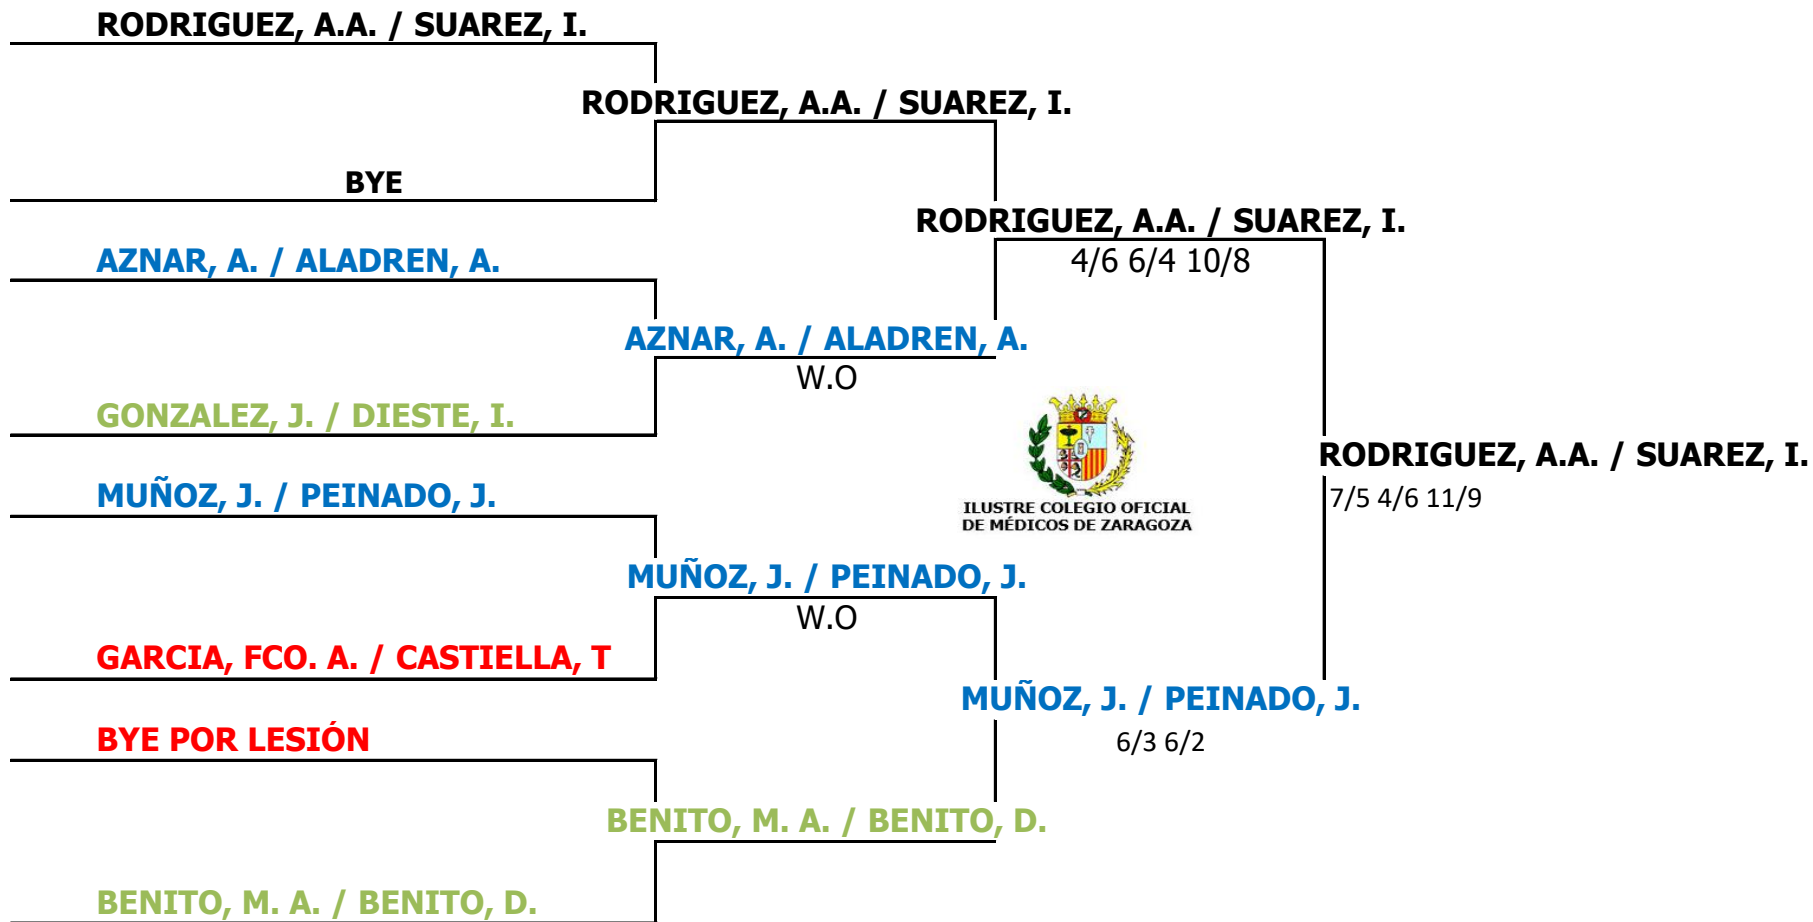 RODRIGUEZ, A.A. / SUAREZ, I.
RODRIGUEZ, A.A. / SUAREZ, I.
BYE
RODRIGUEZ, A.A. / SUAREZ, I.
AZNAR, A. / ALADREN, A.
4/6 6/4 10/8
AZNAR, A. / ALADREN, A.
W.O
GONZALEZ, J. / DIESTE, I.
RODRIGUEZ, A.A. / SUAREZ, I.
MUÑOZ, J. / PEINADO, J.
7/5 4/6 11/9
ILUSTRE COLEGIO OFICIAL
DE MÉDICOS DE ZARAGOZA
MUÑOZ, J. / PEINADO, J.
W.O
GARCIA, FCO. A. / CASTIELLA, T
MUÑOZ, J. / PEINADO, J.
BYE POR LESIÓN
6/3 6/2
BENITO, M. A. / BENITO, D.
BENITO, M. A. / BENITO, D.